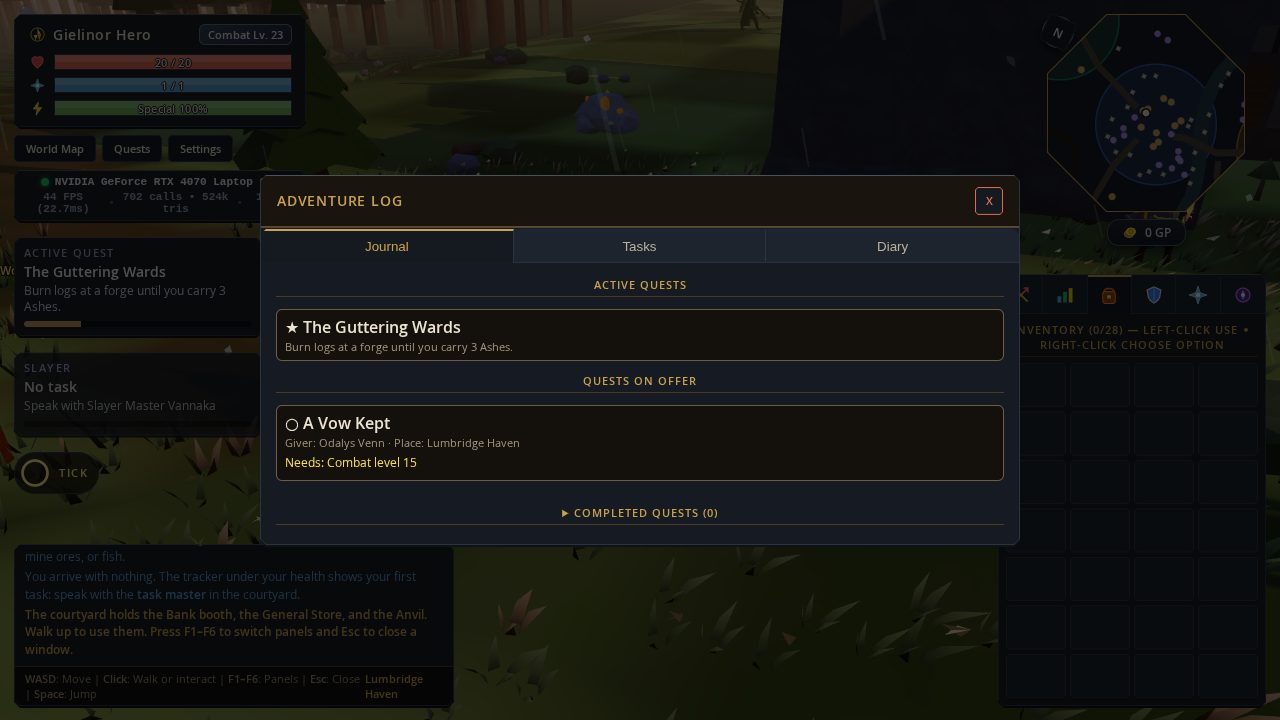 Gielinor Hero
Combat Lv. 23
20 / 20
1 / 1
Special 100%
World Map
Quests
Settings
NVIDIA GeForce RTX 4070 Laptop
44 FPS
(22.7ms)
702 calls • 524k
tris
ACTIVE QUEST
The Guttering Wards
Burn logs at a forge until you carry 3
Ashes.
SLAYER
No task
Speak with Slayer Master Vannaka
TICK
mine ores, or fish.
You arrive with nothing. The tracker under your health shows your first
task: speak with the task master in the courtyard.
The courtyard holds the Bank booth, the General Store, and the Anvil.
Walk up to use them. Press F1–F6 to switch panels and Esc to close a
window.
WASD: Move | Click: Walk or interact | F1–F6: Panels | Esc: Close
| Space: Jump
Lumbridge
Haven
ADVENTURE LOG
X
Journal
Tasks
Diary
ACTIVE QUESTS
★ The Guttering Wards
Burn logs at a forge until you carry 3 Ashes.
QUESTS ON OFFER
○ A Vow Kept
Giver: Odalys Venn · Place: Lumbridge Haven
Needs: Combat level 15
▶ COMPLETED QUESTS (0)
N
0 GP
NVENTORY (0/28) — LEFT-CLICK USE •
RIGHT-CLICK CHOOSE OPTION